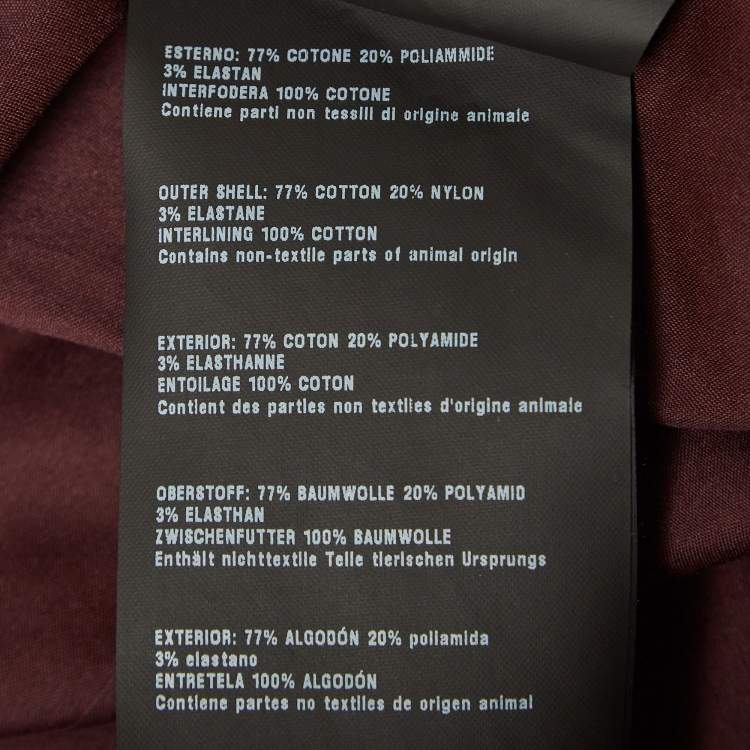 ESTERNO: 77% COTONE 20% POLIAMMIDE
3% ELASTAN
INTERFODERA 100% COTONE
Contiene parti non tessili di origine animale
OUTER SHELL: 77% COTTON 20% NYLON
3% ELASTANE
INTERLINING 100% COTTON
Contains non-textile parts of animal origin
EXTERIOR: 77% COTON 20% POLYAMIDE
3% ELASTHANNE
ENTOILAGE 100% COTON
Contient des parties non textiles d'origine animale
OBERSTOFF: 77% BAUMWOLLE 20% POLYAMID
3% ELASTHAN
ZWISCHENFUTTER 100% BAUMWOLLE
Enthält nichttextile Teile tierischen Ursprungs
EXTERIOR: 77% ALGODÓN 20% poliamida
3% elastano
ENTRETELA 100% ALGODÓN
Contiene partes no textiles de origen animal